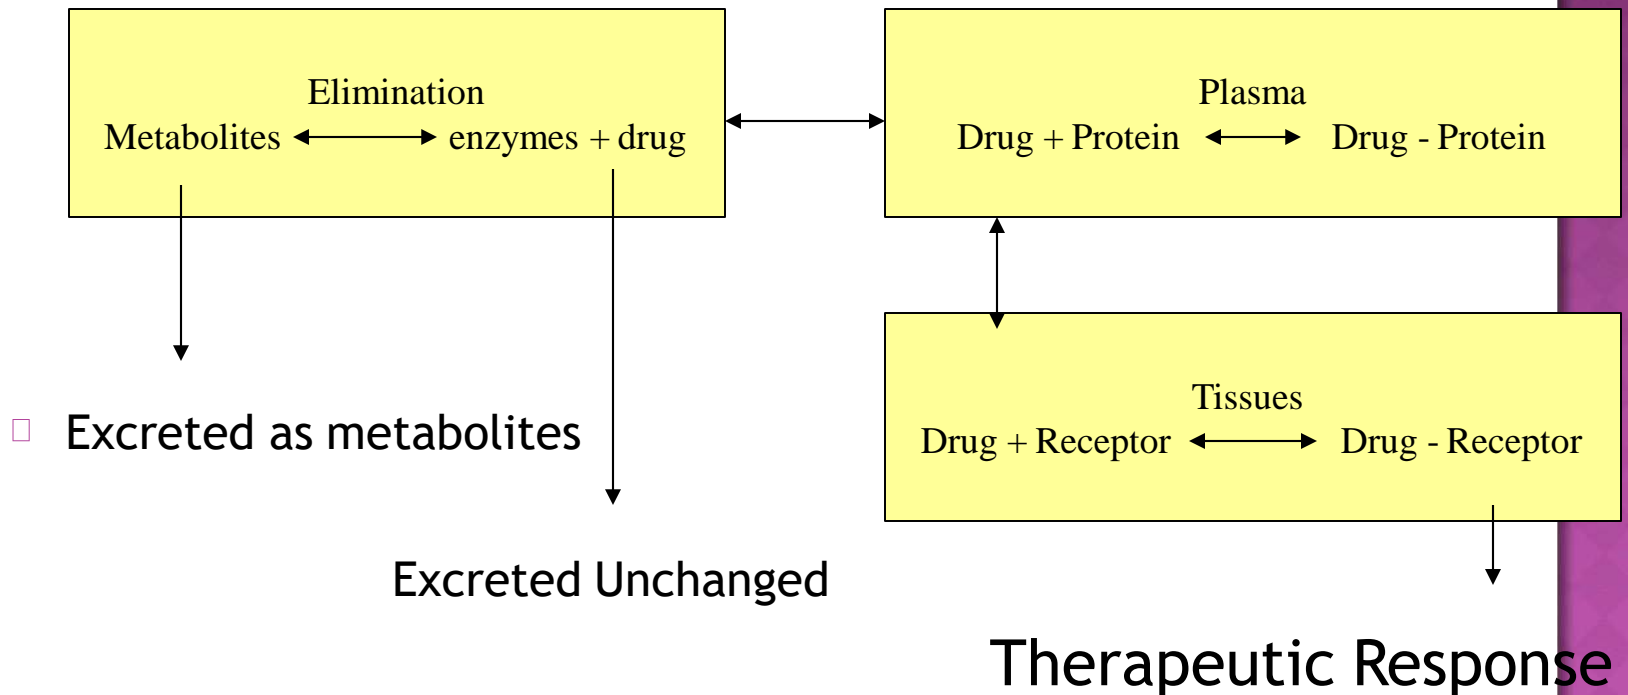 Elimination
Metabolites enzymes + drug
Plasma
Drug + Protein Drug - Protein
Tissues
Drug + Receptor Drug - Receptor
Excreted as metabolites
Excreted Unchanged
Therapeutic Response